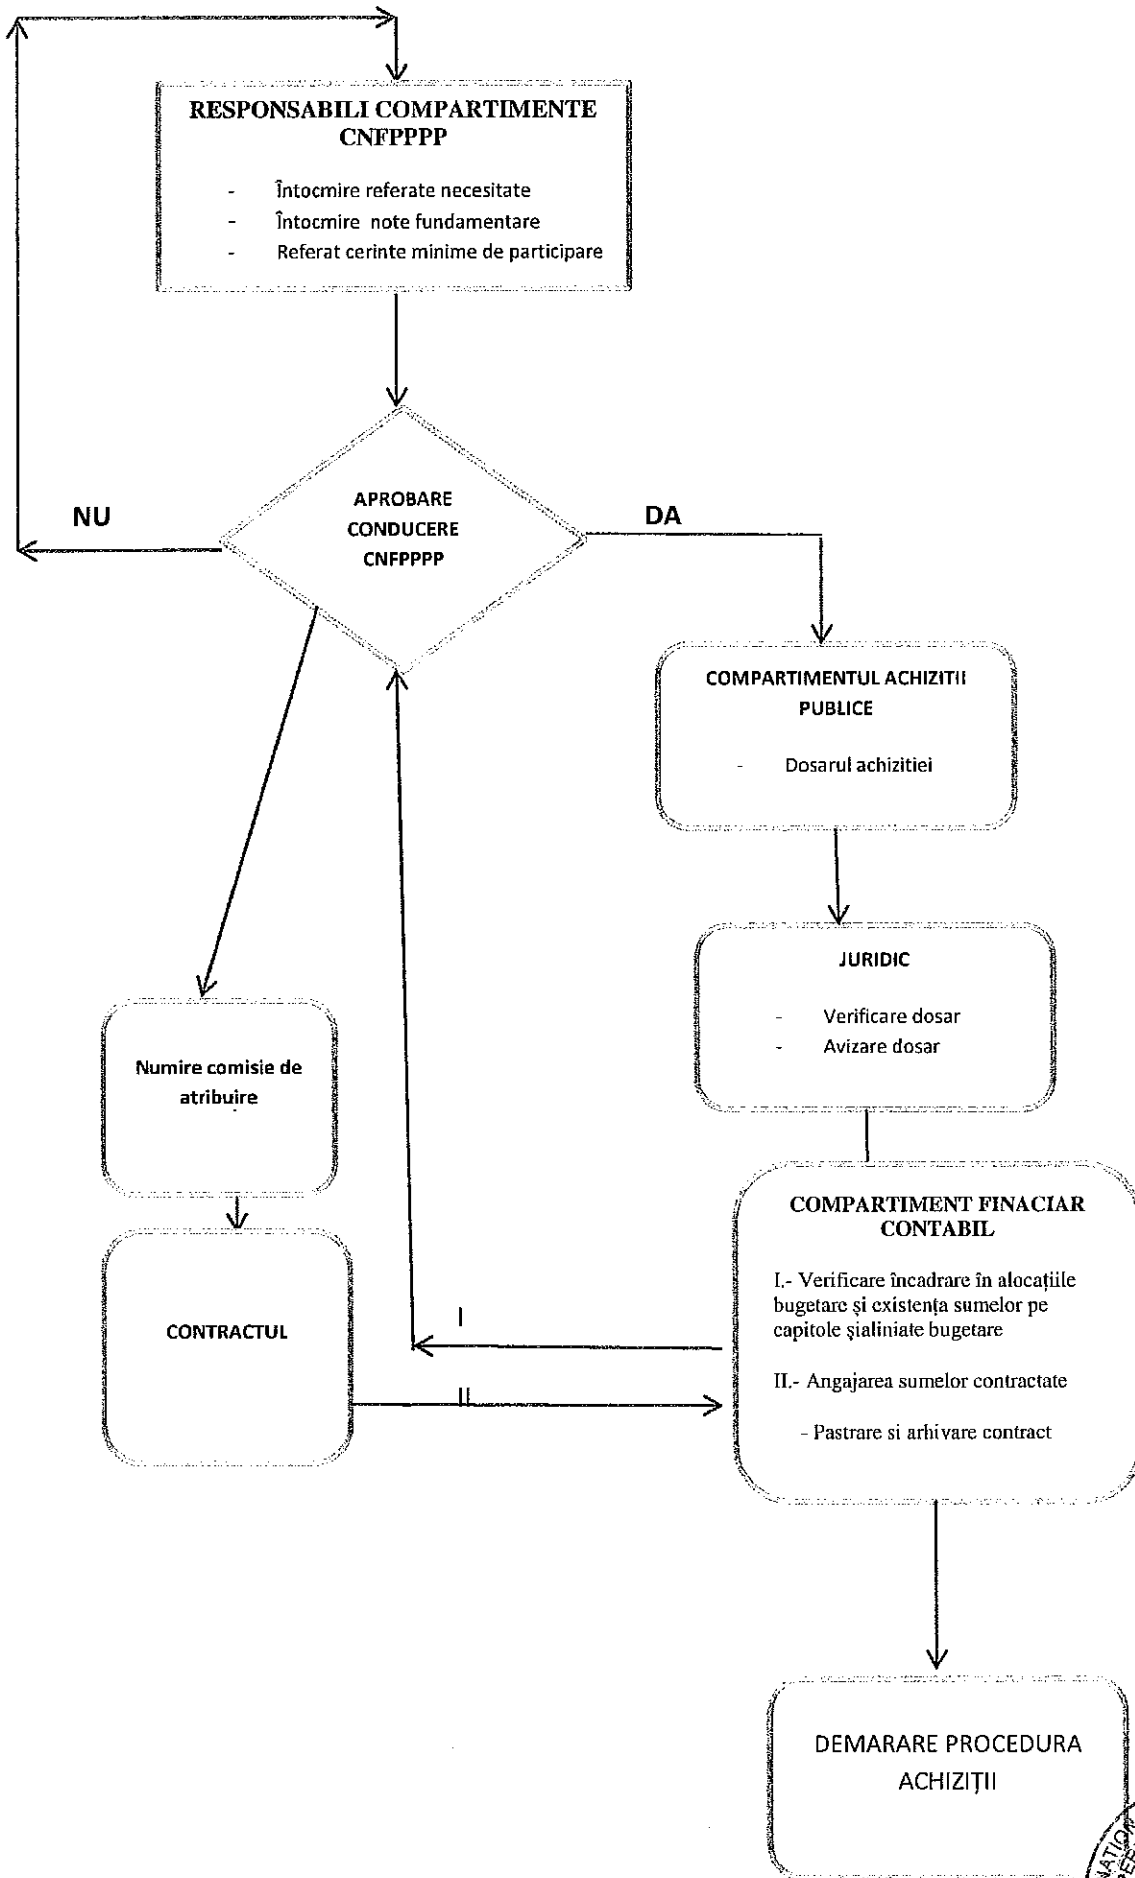 RESPONSABILI COMPARTIMENTE
CNFPPPP
- Întocmire referate necesitate
- Întocmire note fundamentare
- Referat cerinte minime de participare
APROBARE
CONDUCERE
CNFPPPP
NU
DA
COMPARTIMENTUL ACHIZITII
PUBLICE
- Dosarul achizitiei
JURIDIC
- Verificare dosar
- Avizare dosar
Numire comisie de
atribuire
CONTRACTUL
COMPARTIMENT FINACIAR
CONTABIL
I.- Verificare încadrare în alocațiile
bugetare și existența sumelor pe
capitole șialiniate bugetare
II.- Angajarea sumelor contractate
- Pastrare si arhivare contract
I
II
DEMARARE PROCEDURA
ACHIZIȚII